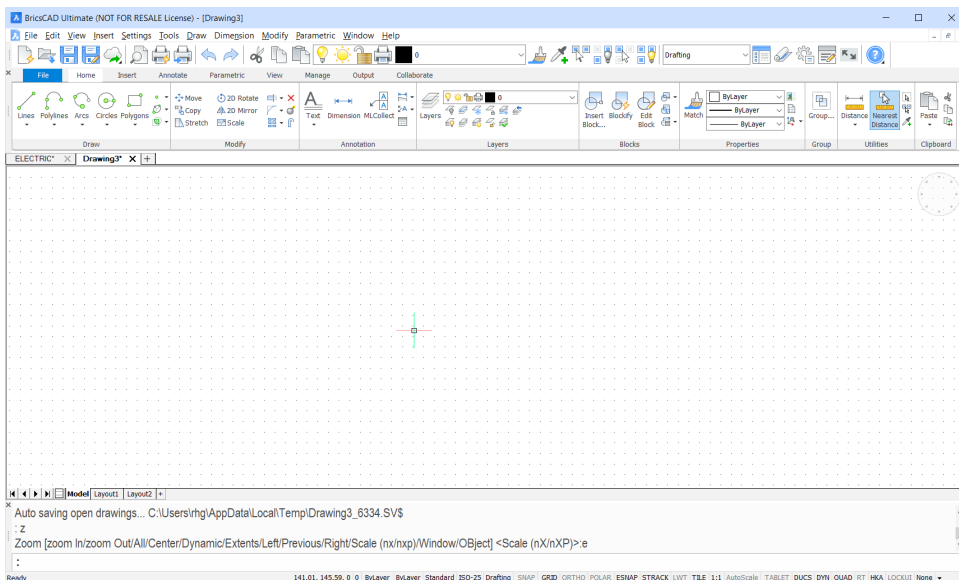 BricsCAD Ultimate (NOT FOR RESALE License) - [Drawing3]
File Edit View Insert Settings Tools Draw Dimension Modify Parametric Window Help
0 Drafting
File Home Insert Annotate Parametric View Manage Output Collaborate
Move 2D Rotate ByLayer
Copy 2D Mirror ByLayer
Stretch Scale ByLayer
0
Lines Polylines Arcs Circles Polygons Text Dimension MLCollect Layers Insert Block... Blockify Edit Block Match Group... Distance Nearest Distance Paste
Draw Modify Annotation Layers Blocks Properties Group Utilities Clipboard
ELECTRIC* Drawing3*
Model Layout1 Layout2
Auto saving open drawings... C:\Users\rhg\AppData\Local\Temp\Drawing3_6334.SV$
: z
Zoom [zoom In/zoom Out/All/Center/Dynamic/Extents/Left/Previous/Right/Scale (nx/nxp)/Window/OBject] <Scale (nX/nXP)>:e
:
Ready 141.01, 145.59, 0 0 ByLayer ByLayer Standard ISO-25 Drafting SNAP GRID ORTHO POLAR ESNAP STRACK LWT TILE 1:1 AutoScale TABLET DUCS DYN QUAD RT HKA LOCKUI None